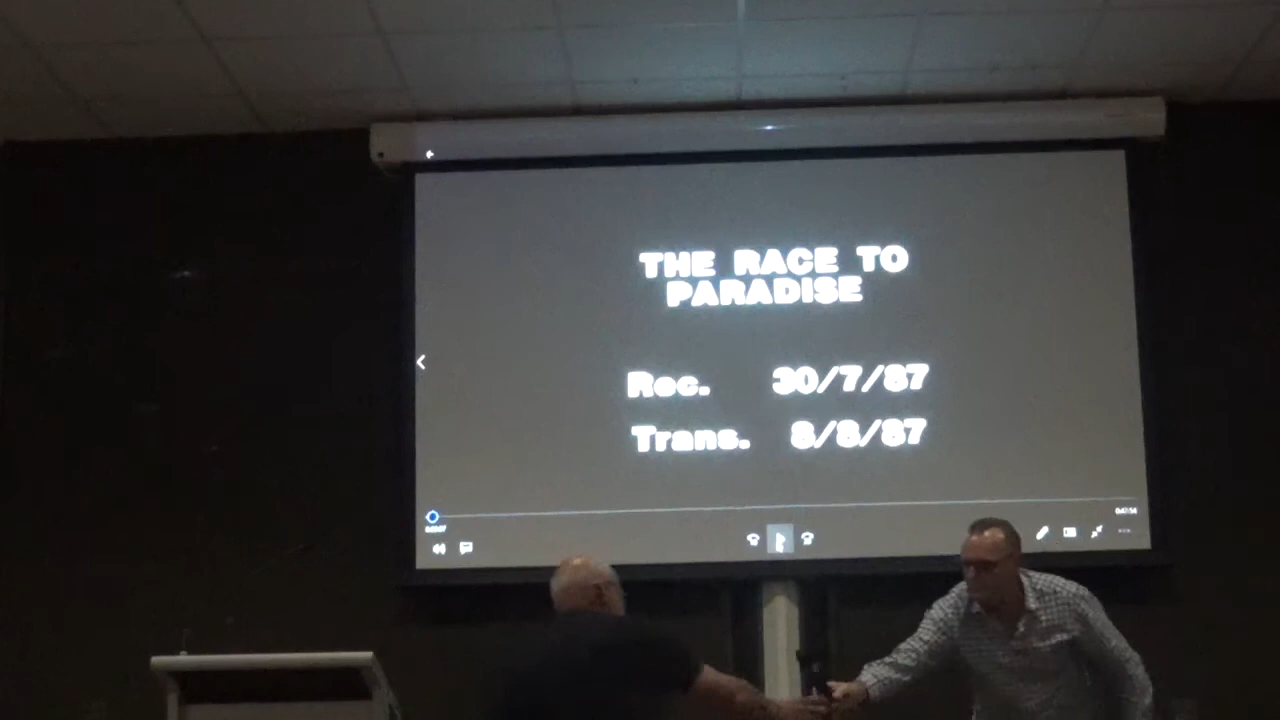 THE RACE TO
PARADISE
Rec. 30/7/87
Trans. 8/8/87